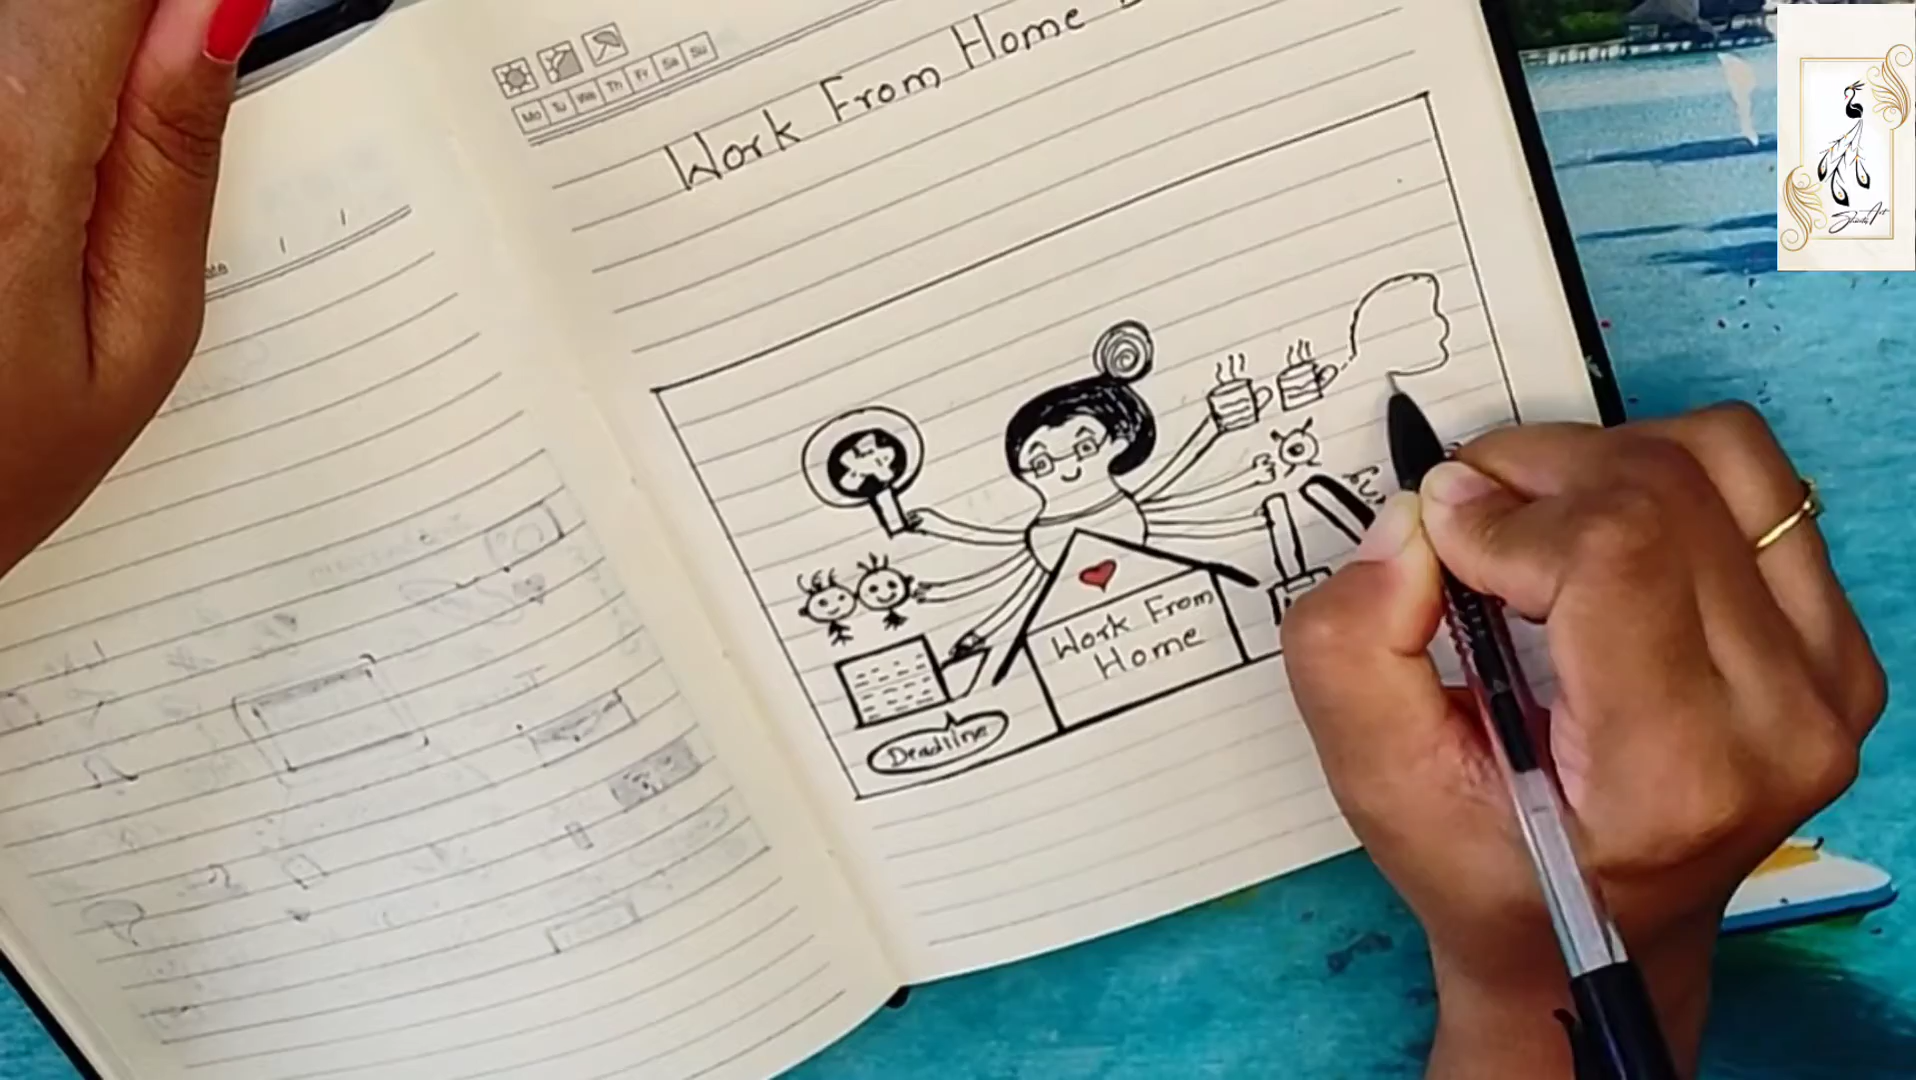 Mo Tu We Th Fr Sa Su
Work From Home
Work From
Home
Deadline